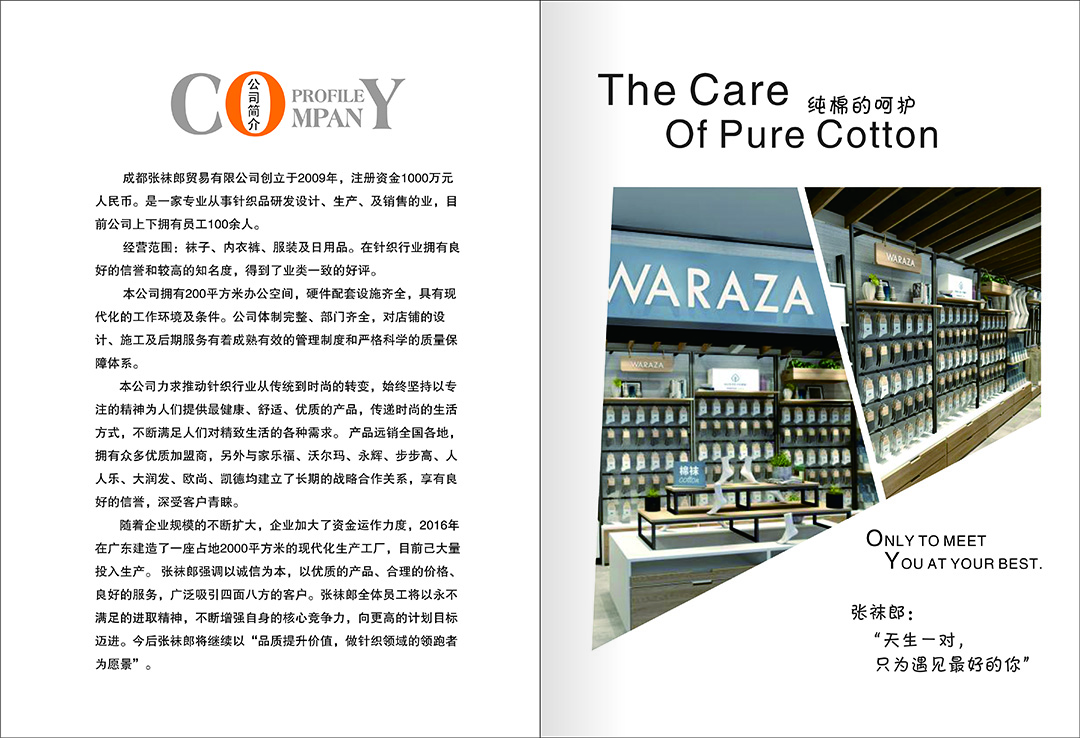 COMPANY
公司简介
PROFILE
成都张袜郎贸易有限公司创立于2009年，注册资金1000万元
人民币。是一家专业从事针织品研发设计、生产、及销售的业，目
前公司上下拥有员工100余人。
经营范围：袜子、内衣裤、服装及日用品。在针织行业拥有良
好的信誉和较高的知名度，得到了业类一致的好评。
本公司拥有200平方米办公空间，硬件配套设施齐全，具有现
代化的工作环境及条件。公司体制完整、部门齐全，对店铺的设
计、施工及后期服务有着成熟有效的管理制度和严格科学的质量保
障体系。
本公司力求推动针织行业从传统到时尚的转变，始终坚持以专
注的精神为人们提供最健康、舒适、优质的产品，传递时尚的生活
方式，不断满足人们对精致生活的各种需求。 产品远销全国各地，
拥有众多优质加盟商，另外与家乐福、沃尔玛、永辉、步步高、人
人乐、大润发、欧尚、凯德均建立了长期的战略合作关系，享有良
好的信誉，深受客户青睐。
随着企业规模的不断扩大，企业加大了资金运作力度，2016年
在广东建造了一座占地2000平方米的现代化生产工厂，目前己大量
投入生产。 张袜郎强调以诚信为本，以优质的产品、合理的价格、
良好的服务，广泛吸引四面八方的客户。张袜郎全体员工将以永不
满足的进取精神，不断增强自身的核心竞争力，向更高的计划目标
迈进。今后张袜郎将继续以“品质提升价值，做针织领域的领跑者
为愿景”。
The Care
纯棉的呵护
Of Pure Cotton
WARAZA
WARAZA
WARAZA
棉袜
cotton
ONLY TO MEET
YOU AT YOUR BEST.
张袜郎：
“天生一对，
只为遇见最好的你”